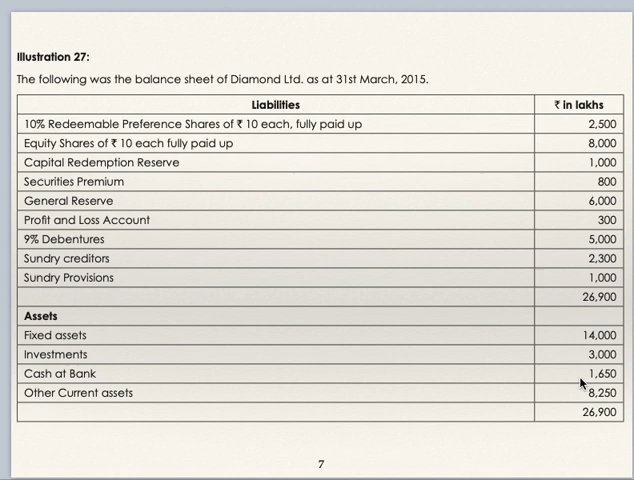 Illustration 27:
The following was the balance sheet of Diamond Ltd. as at 31st March, 2015.
Liabilities ₹ in lakhs
10% Redeemable Preference Shares of ₹ 10 each, fully paid up 2,500
Equity Shares of ₹ 10 each fully paid up 8,000
Capital Redemption Reserve 1,000
Securities Premium 800
General Reserve 6,000
Profit and Loss Account 300
9% Debentures 5,000
Sundry creditors 2,300
Sundry Provisions 1,000
26,900
Assets
Fixed assets 14,000
Investments 3,000
Cash at Bank 1,650
Other Current assets 8,250
26,900
7